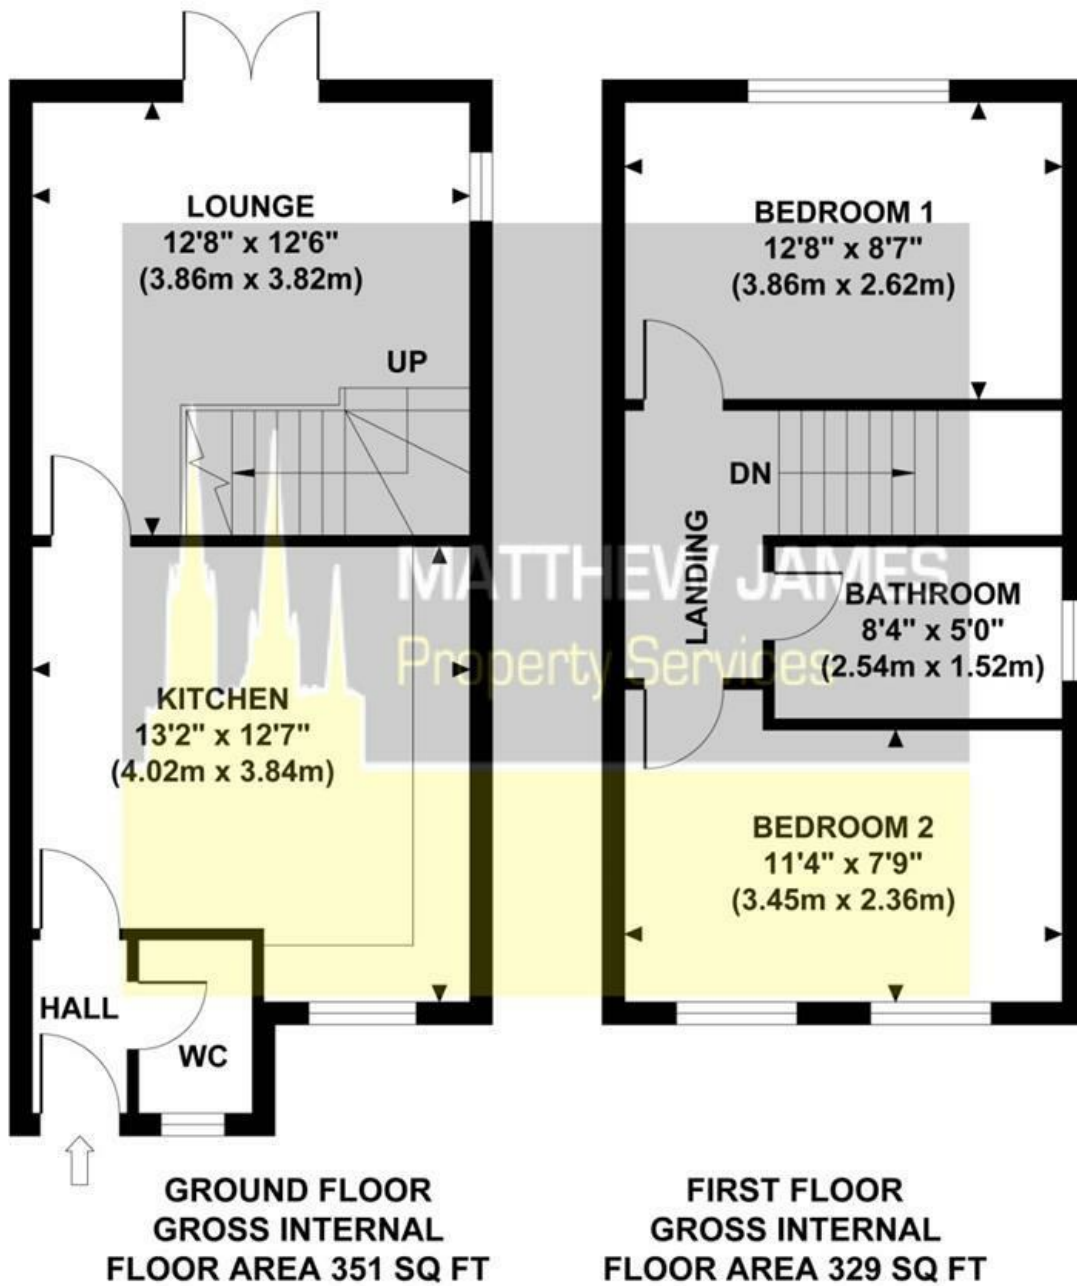 LOUNGE
12'8" x 12'6"
(3.86m x 3.82m)
UP
KITCHEN
13'2" x 12'7"
(4.02m x 3.84m)
HALL
WC
GROUND FLOOR
GROSS INTERNAL
FLOOR AREA 351 SQ FT
BEDROOM 1
12'8" x 8'7"
(3.86m x 2.62m)
DN
LANDING
BATHROOM
8'4" x 5'0"
(2.54m x 1.52m)
BEDROOM 2
11'4" x 7'9"
(3.45m x 2.36m)
FIRST FLOOR
GROSS INTERNAL
FLOOR AREA 329 SQ FT
MATTHEW JAMES
Property Services